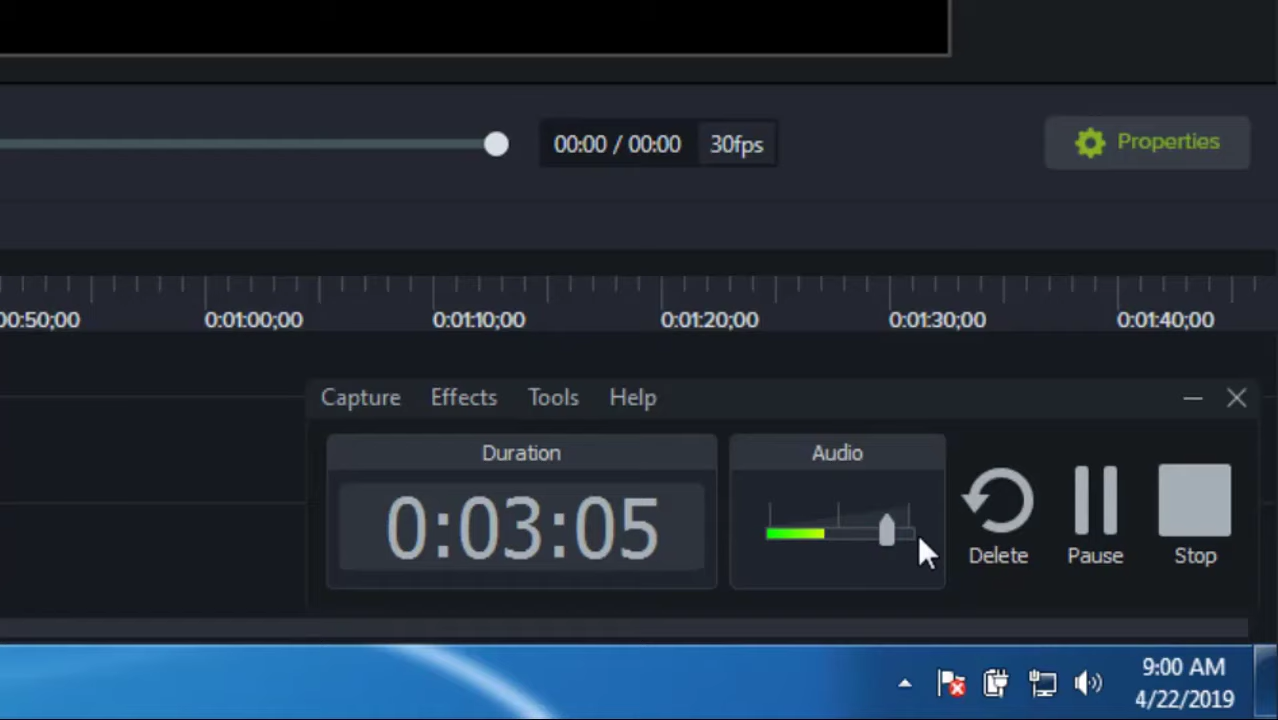 00:00 / 00:00 30fps Properties
00:50;00 0:01:00;00 0:01:10;00 0:01:20;00 0:01:30;00 0:01:40;00
Capture Effects Tools Help
Duration Audio
0:03:05
Delete Pause Stop
9:00 AM
4/22/2019